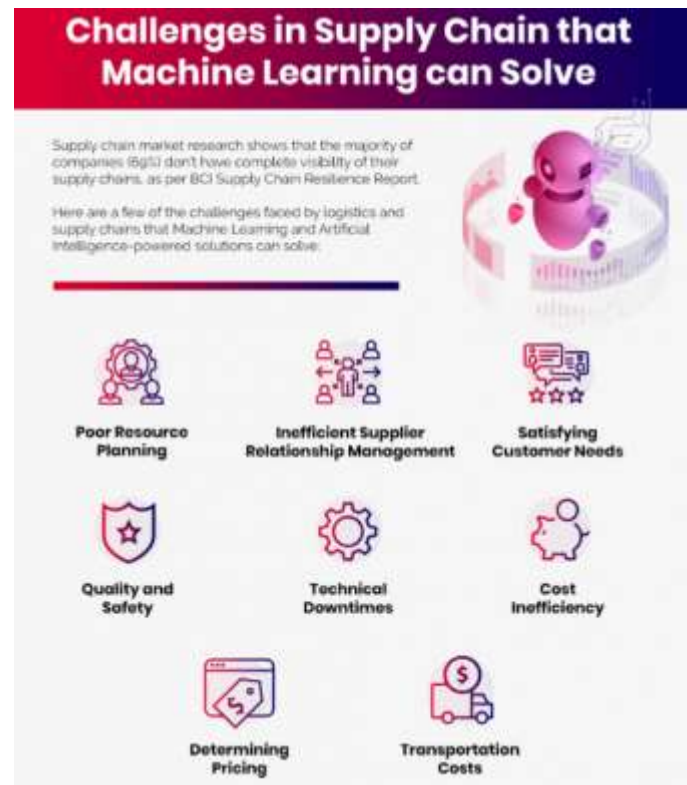 Challenges in Supply Chain that
Machine Learning can Solve
Supply chain market research shows that the majority of
companies (69%) don't have complete visibility of their
supply chains, as per BCI Supply Chain Resilience Report.
Here are a few of the challenges faced by logistics and
supply chains that Machine Learning and Artificial
Intelligence-powered solutions can solve:
Poor Resource
Planning
Inefficient Supplier
Relationship Management
Satisfying
Customer Needs
Quality and
Safety
Technical
Downtimes
Cost
Inefficiency
$
$
Determining
Pricing
Transportation
Costs